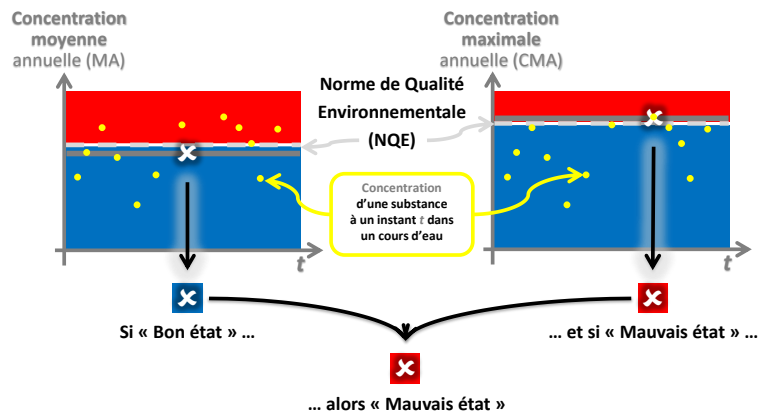 Concentration
moyenne
annuelle (MA)
Concentration
maximale
annuelle (CMA)
Norme de Qualité
Environnementale
(NQE)
Concentration
d'une substance
à un instant t dans
un cours d'eau
t
t
Si « Bon état » …
… et si « Mauvais état » …
… alors « Mauvais état »